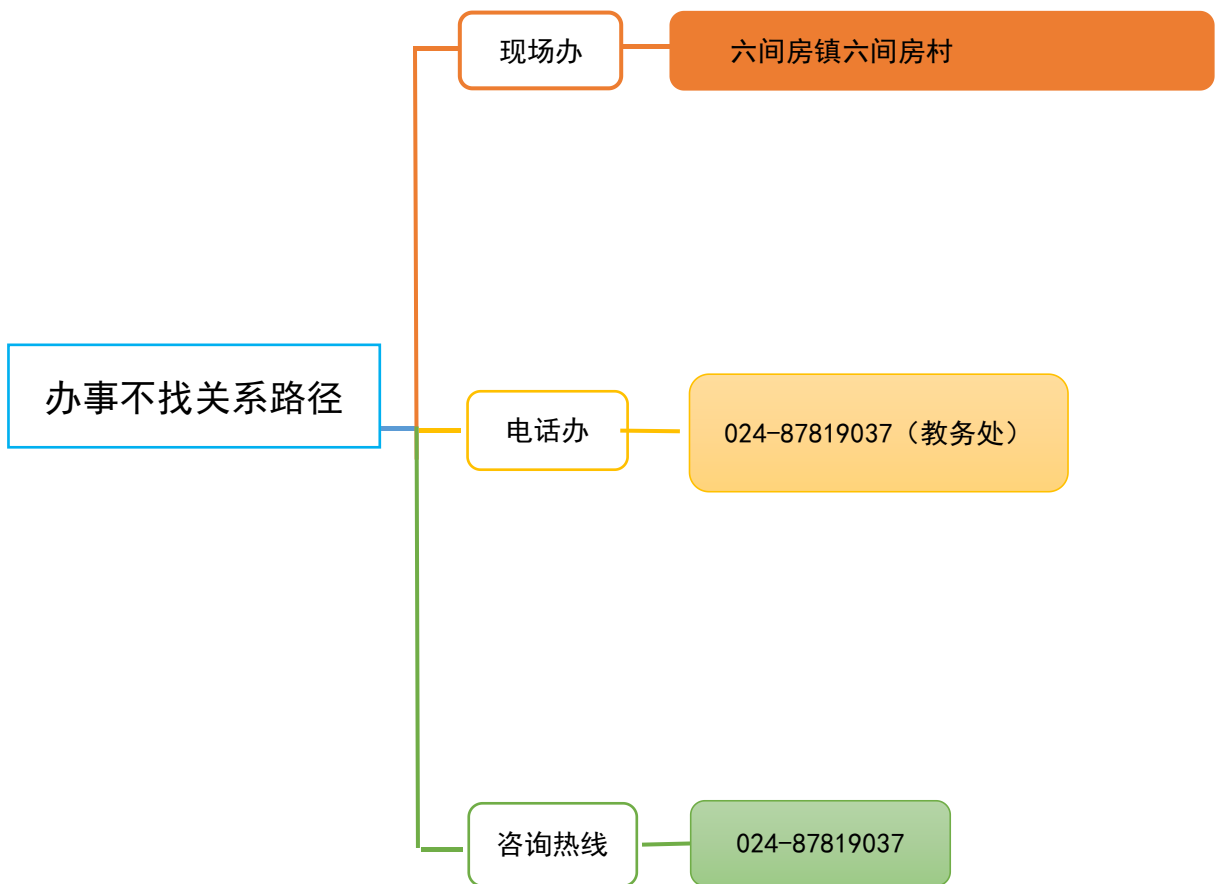 现场办
六间房镇六间房村
办事不找关系路径
电话办
024-87819037（教务处）
咨询热线
024-87819037